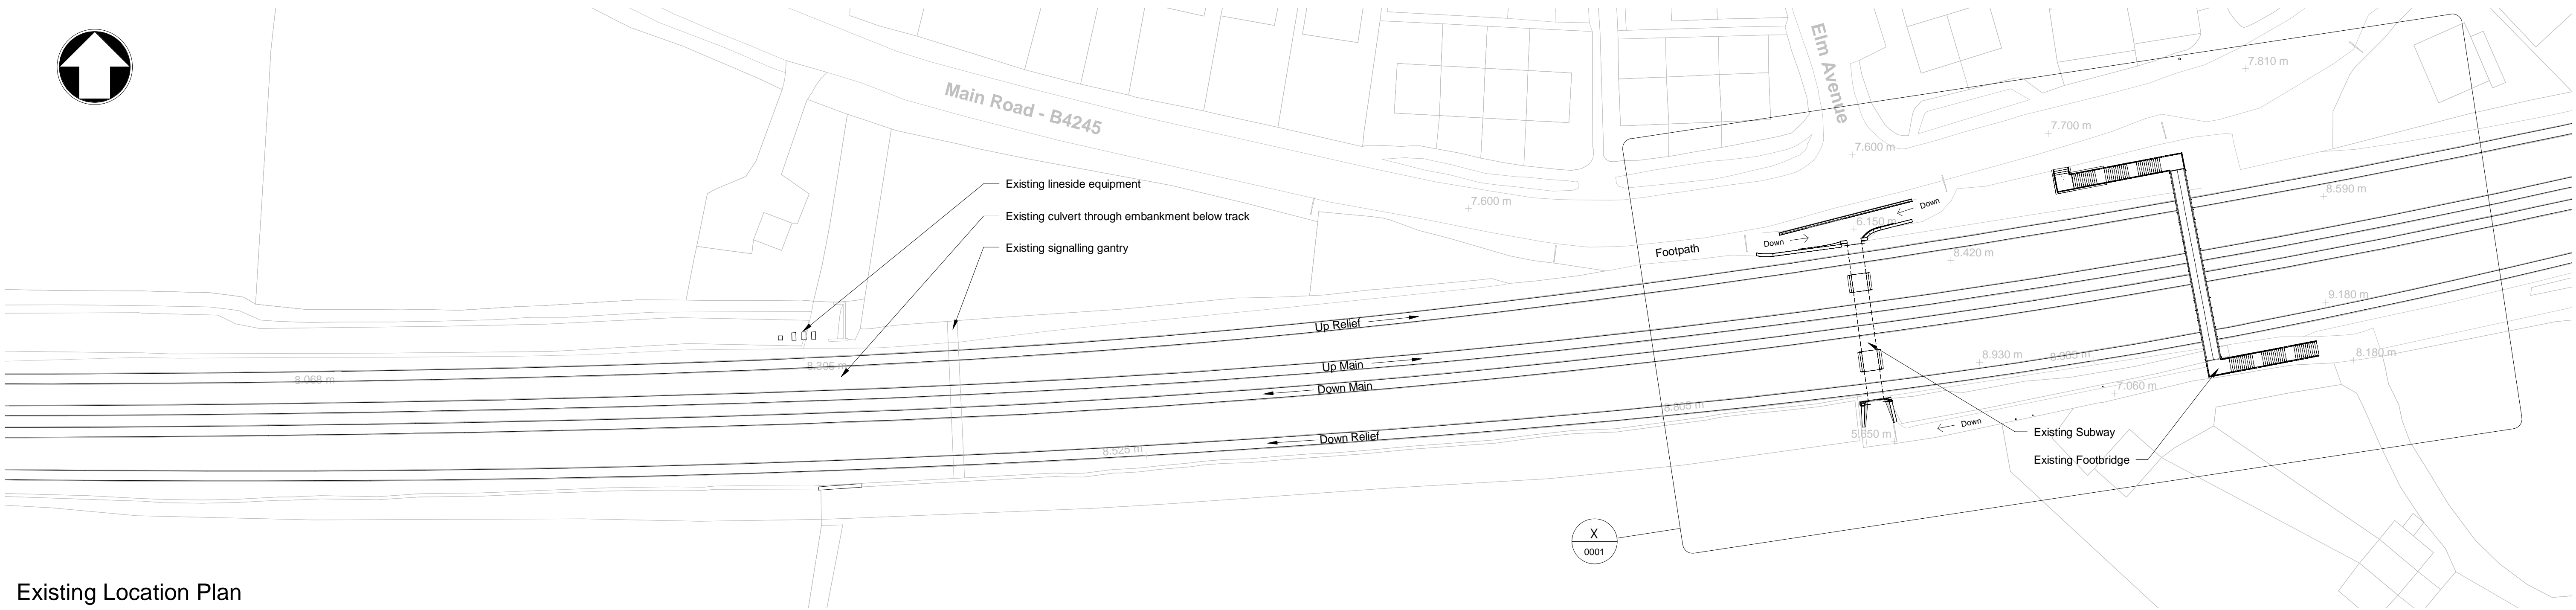 Elm Avenue
7.810 m
Main Road - B4245
7.700 m
7.600 m
Existing lineside equipment
8.590 m
7.600 m
Down
Existing culvert through embankment below track
6.150 m
Existing signalling gantry
Footpath
Down
8.420 m
9.180 m
Up Relief
Up Main
8.930 m
8.180 m
8.305 m
8.068 m
Down Main
7.060 m
8.805 m
Down
Existing Subway
5.650 m
Down Relief
8.525 m
Existing Footbridge
X
0001
Existing Location Plan